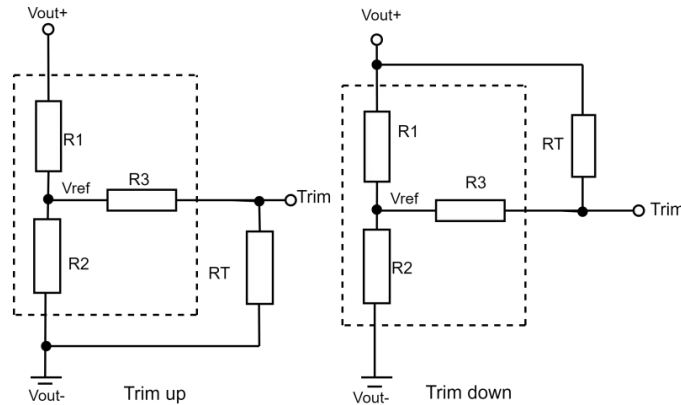 Vout+
R1
Vref
R3
Trim
R2
RT
Vout-
Trim up
Vout+
R1
RT
Vref
R3
Trim
R2
Vout-
Trim down